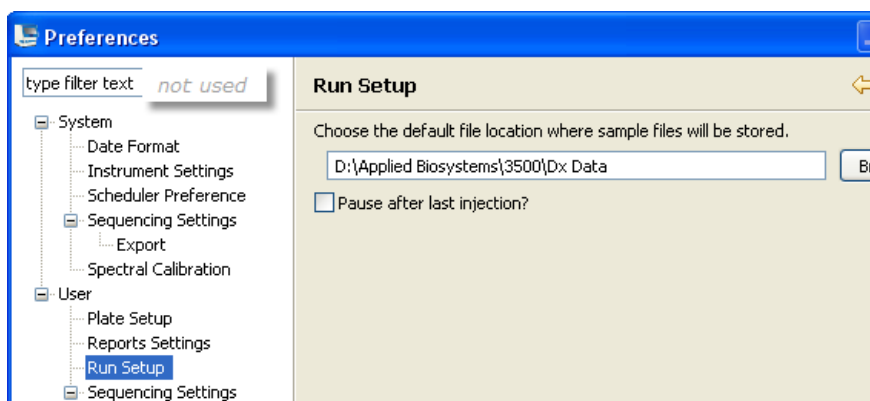 Preferences
type filter text not used
System
Date Format
Instrument Settings
Scheduler Preference
Sequencing Settings
Export
Spectral Calibration
User
Plate Setup
Reports Settings
Run Setup
Sequencing Settings
Run Setup
Choose the default file location where sample files will be stored.
D:\Applied Biosystems\3500\Dx Data
Pause after last injection?